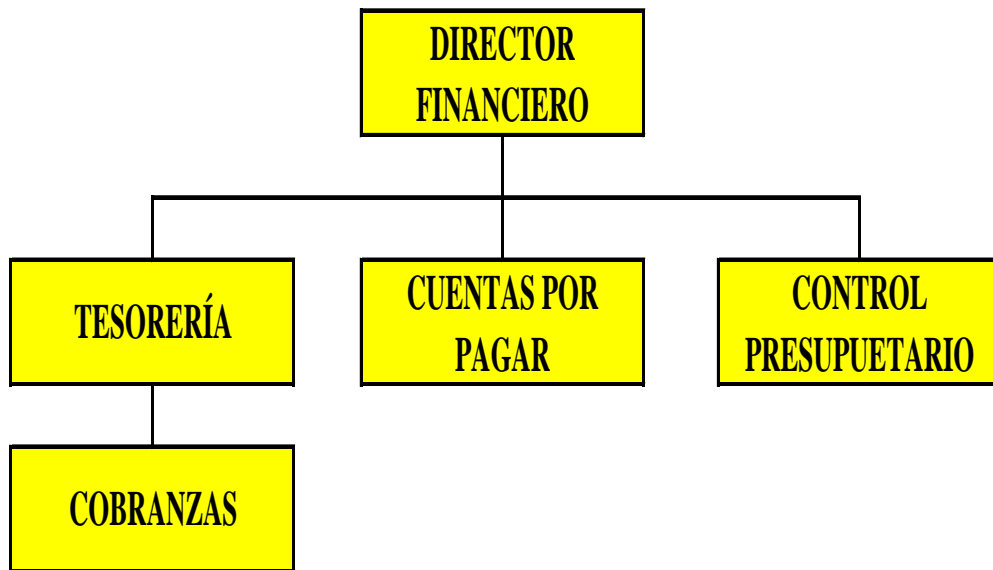 DIRECTOR
FINANCIERO
TESORERÍA
CUENTAS POR
PAGAR
CONTROL
PRESUPUETARIO
COBRANZAS